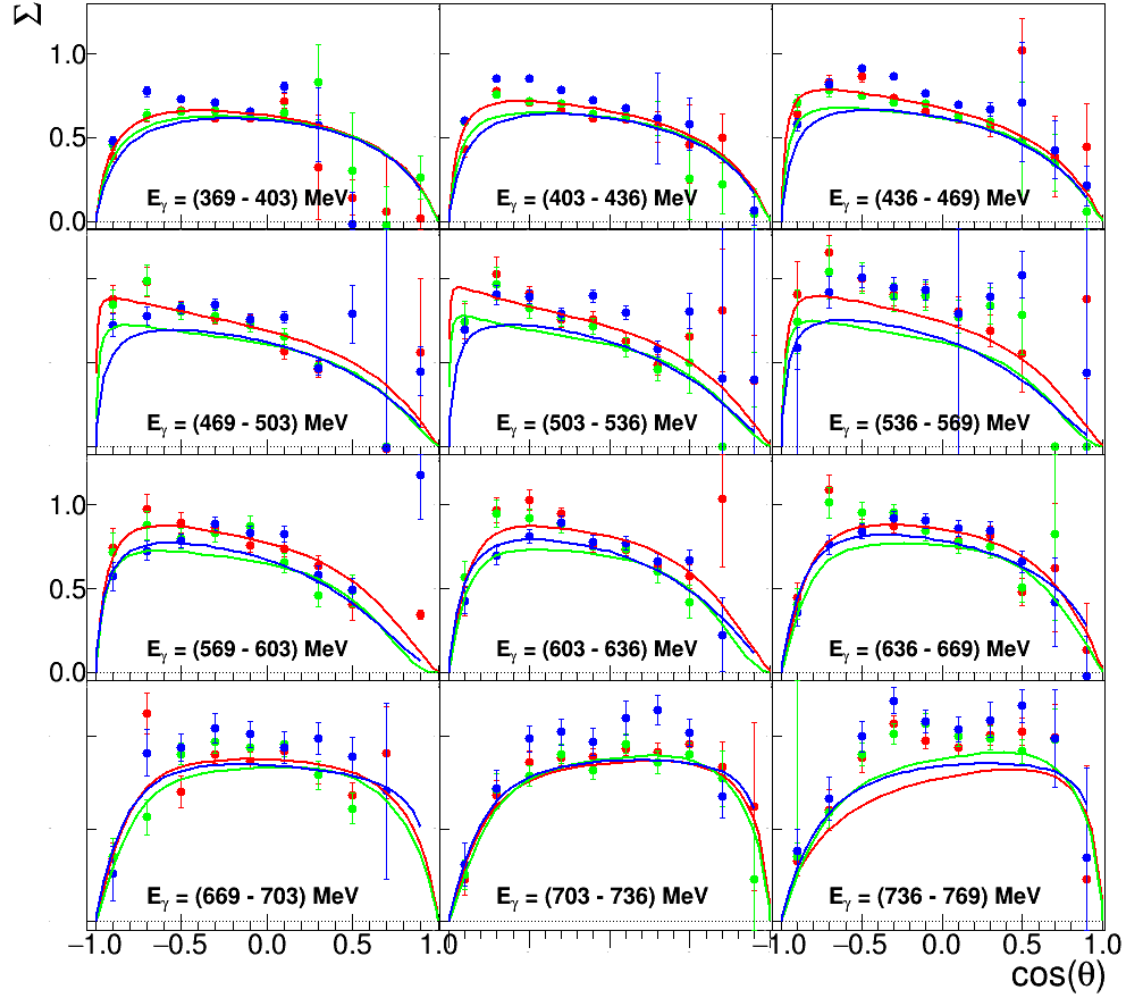 Σ
1.0
0.5
0.0
E_γ = (369 - 403) MeV
E_γ = (403 - 436) MeV
E_γ = (436 - 469) MeV
E_γ = (469 - 503) MeV
E_γ = (503 - 536) MeV
E_γ = (536 - 569) MeV
1.0
0.5
0.0
E_γ = (569 - 603) MeV
E_γ = (603 - 636) MeV
E_γ = (636 - 669) MeV
E_γ = (669 - 703) MeV
E_γ = (703 - 736) MeV
E_γ = (736 - 769) MeV
−1.0 −0.5 0.0 0.5 1.0 −1.0 −0.5 0.0 0.5 1.0
cos(θ)